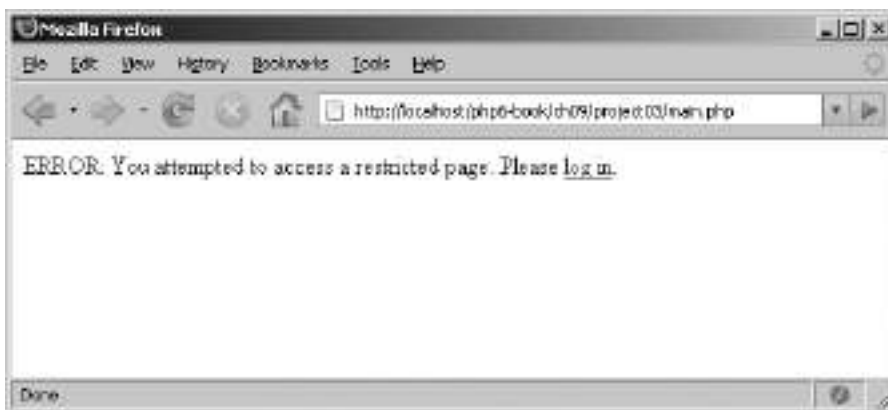 Mozilla Firefox
File Edit View History Bookmarks Tools Help
http://localhost/php6-book/ch09/project03/main.php
ERROR: You attempted to access a restricted page. Please log in.
Done